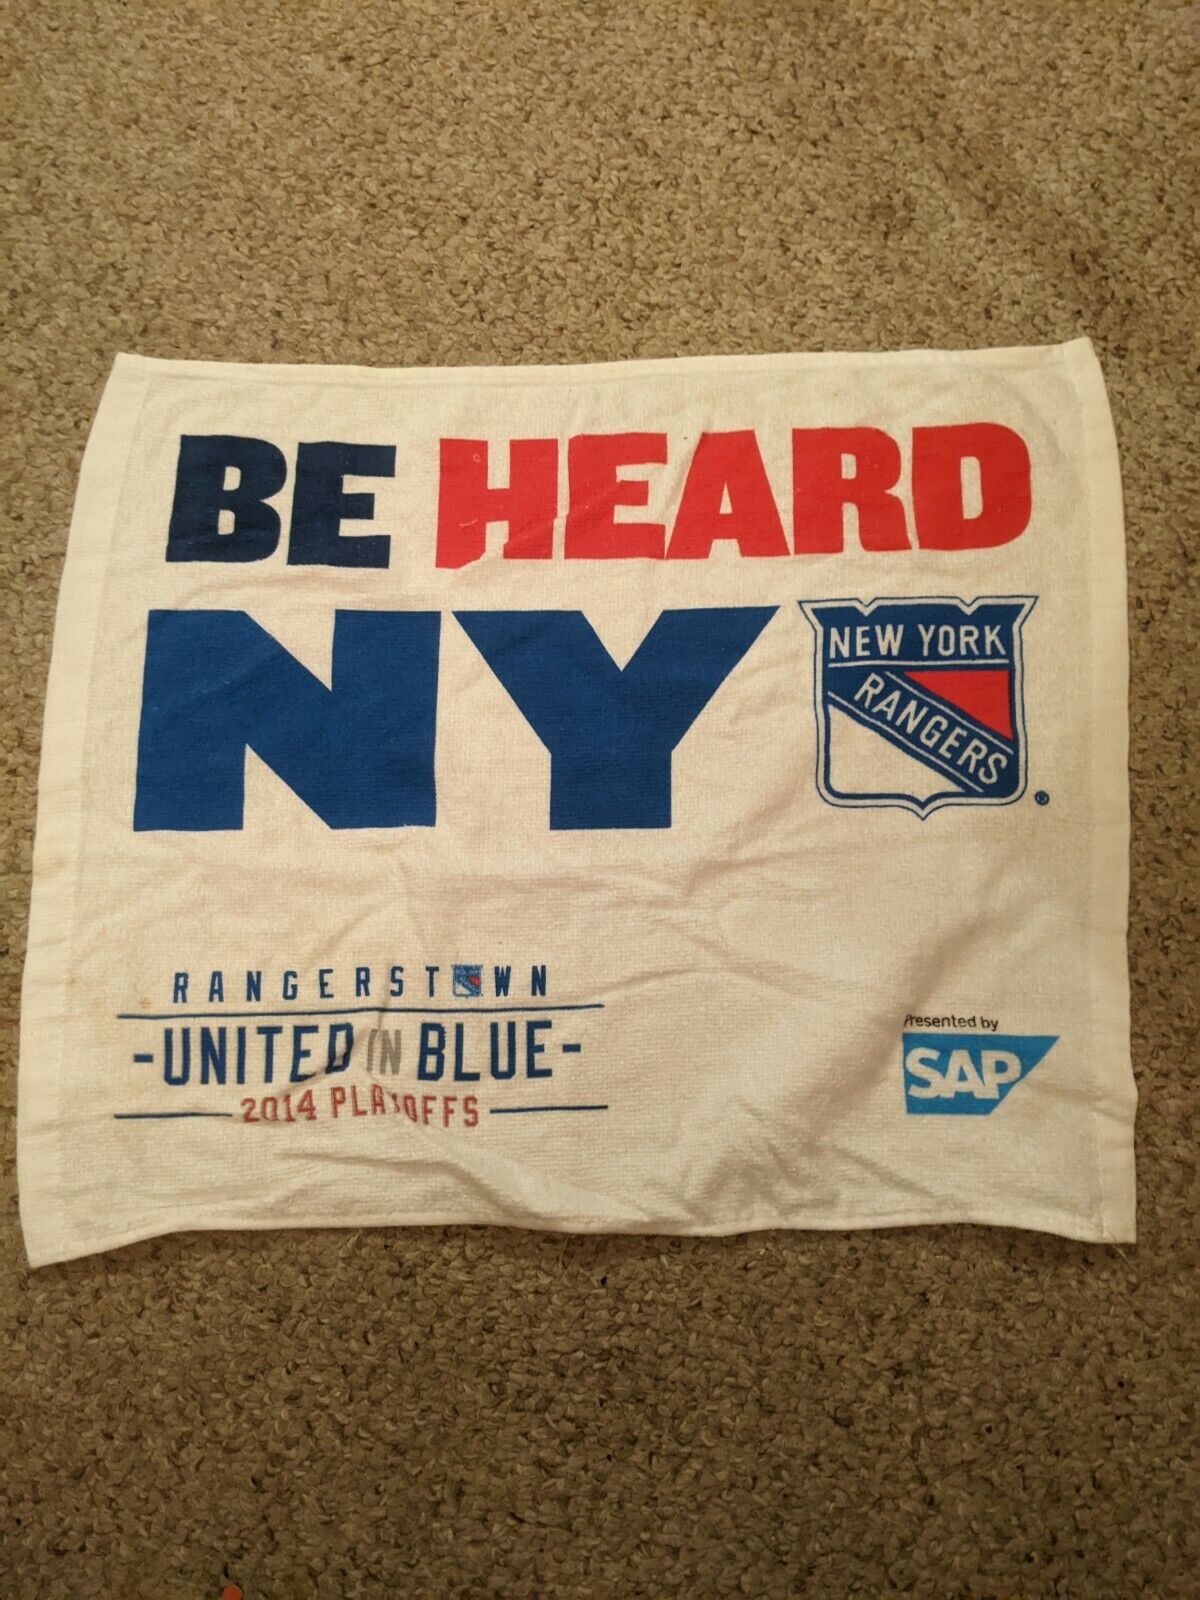 BE HEARD
NY
NEW YORK
RANGERS
®
RANGERSTOWN
-UNITED IN BLUE-
2014 PLAYOFFS
Presented by
SAP